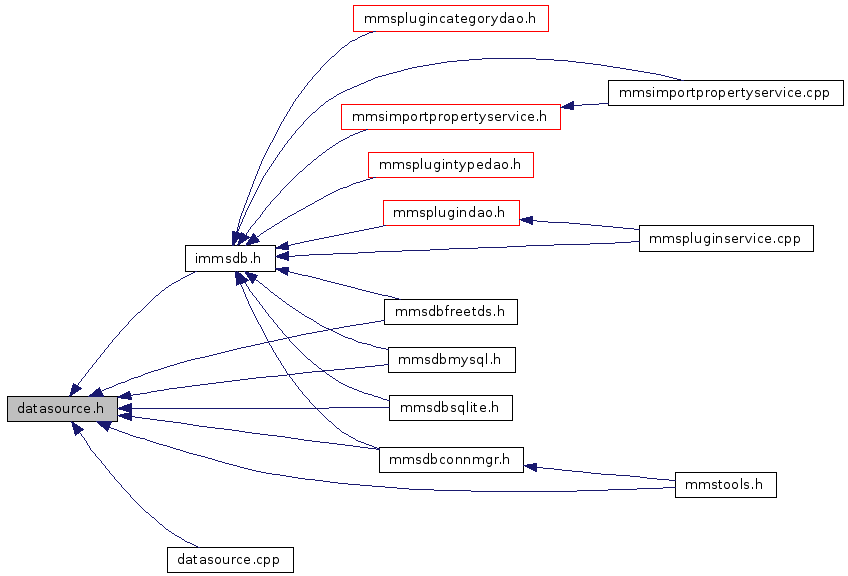 mmsplugincategorydao.h
mmsimportpropertyservice.cpp
mmsimportpropertyservice.h
mmsplugintypedao.h
mmsplugindao.h
mmspluginservice.cpp
immsdb.h
mmsdbfreetds.h
mmsdbmysql.h
datasource.h
mmsdbsqlite.h
mmsdbconnmgr.h
mmstools.h
datasource.cpp